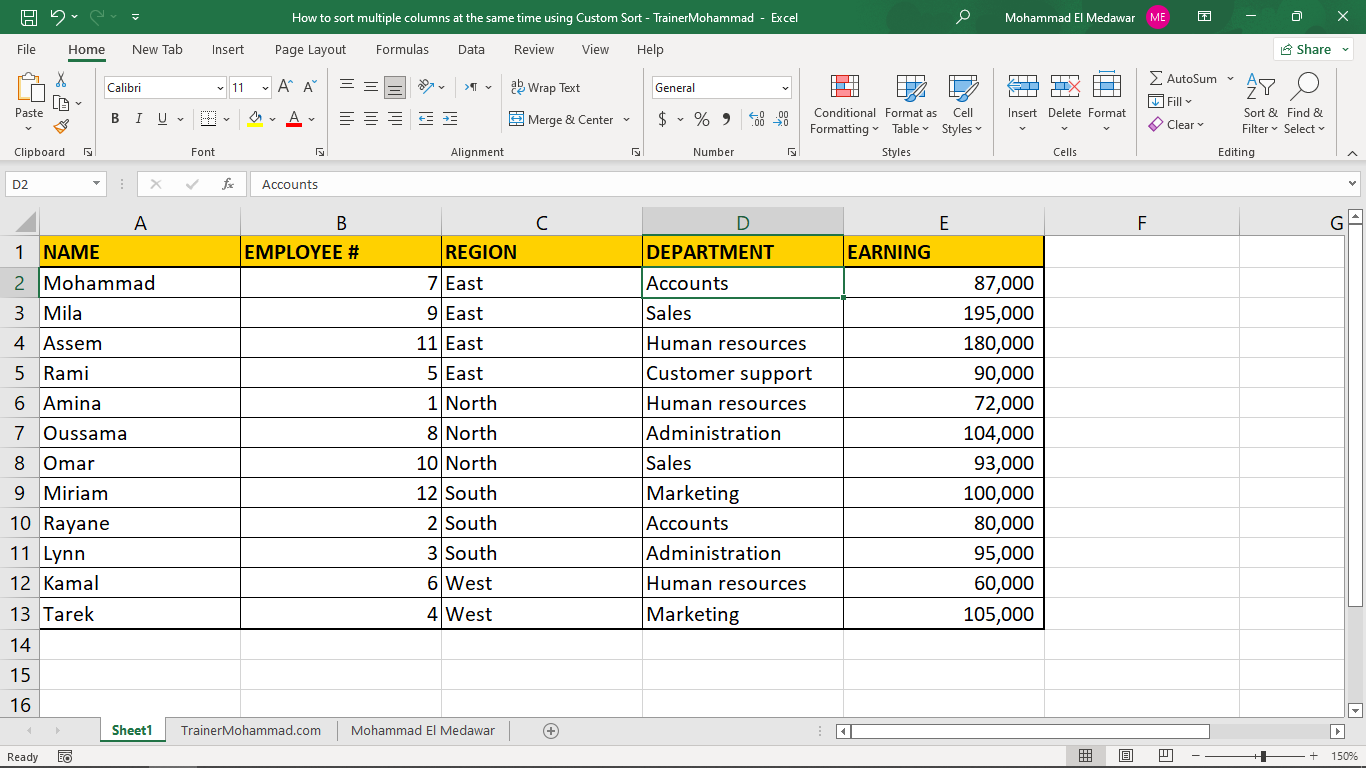 How to sort multiple columns at the same time using Custom Sort - TrainerMohammad - Excel
Mohammad El Medawar ME
File Home New Tab Insert Page Layout Formulas Data Review View Help Share
Paste
Clipboard
Calibri 11
B I U A
Font
ab Wrap Text
Merge & Center
Alignment
General
$ % 9 .00 .00
Number
Conditional Formatting
Format as Table
Cell Styles
Styles
Insert Delete Format
Cells
AutoSum
Fill
Clear
Sort & Filter
Find & Select
Editing
D2 fx Accounts
A B C D E F G
1 NAME EMPLOYEE # REGION DEPARTMENT EARNING
2 Mohammad 7 East Accounts 87,000
3 Mila 9 East Sales 195,000
4 Assem 11 East Human resources 180,000
5 Rami 5 East Customer support 90,000
6 Amina 1 North Human resources 72,000
7 Oussama 8 North Administration 104,000
8 Omar 10 North Sales 93,000
9 Miriam 12 South Marketing 100,000
10 Rayane 2 South Accounts 80,000
11 Lynn 3 South Administration 95,000
12 Kamal 6 West Human resources 60,000
13 Tarek 4 West Marketing 105,000
14
15
16
Sheet1 TrainerMohammad.com Mohammad El Medawar
Ready 150%